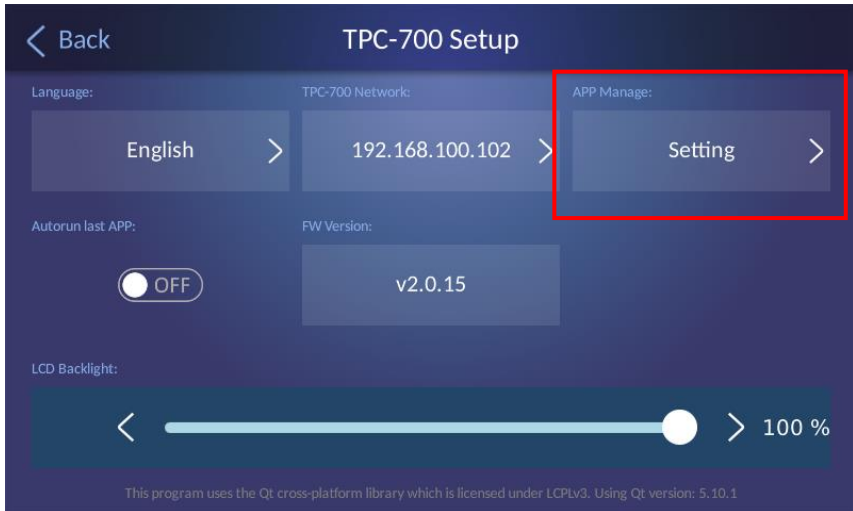 Back
TPC-700 Setup
Language:
TPC-700 Network:
APP Manage:
English
192.168.100.102
Setting
Autorun last APP:
FW Version:
OFF
v2.0.15
LCD Backlight:
100 %
This program uses the Qt cross-platform library which is licensed under LCPLv3. Using Qt version: 5.10.1